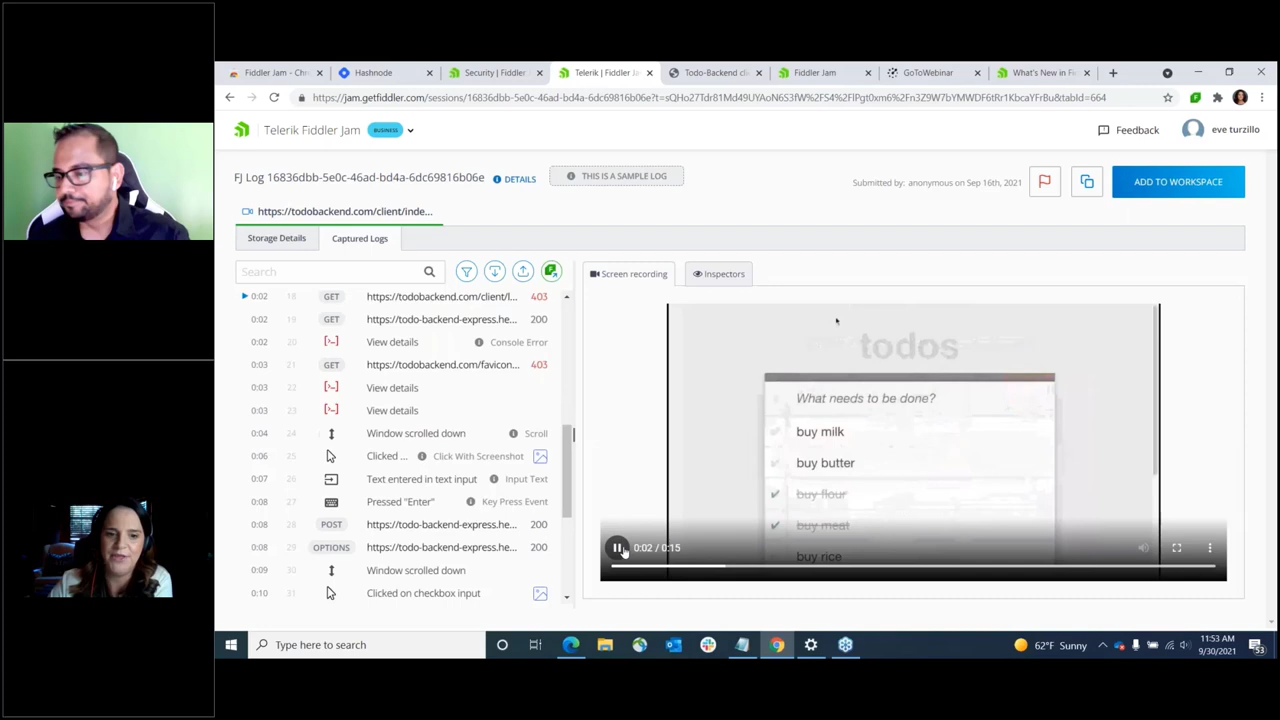 Fiddler Jam - Chr
Hashnode
Security | Fiddler
Telerik | Fiddler Ja
Todo-Backend cli
Fiddler Jam
GoToWebinar
What's New in Fi
https://jam.getfiddler.com/sessions/16836dbb-5e0c-46ad-bd4a-6dc69816b06e?t=sQHo27Tdr81Md49UYAoN6S3fW%2FS4%2FlPgt0xm6%2Fn3Z9W7bYMWDF6tRr1KbcaYFrBu&tabId=664
Telerik Fiddler Jam
BUSINESS
Feedback
eve turzillo
FJ Log 16836dbb-5e0c-46ad-bd4a-6dc69816b06e
DETAILS
THIS IS A SAMPLE LOG
Submitted by: anonymous on Sep 16th, 2021
ADD TO WORKSPACE
https://todobackend.com/client/inde...
Storage Details
Captured Logs
Search
Screen recording
Inspectors
0:02 18 GET https://todobackend.com/client/l... 403
0:02 19 GET https://todo-backend-express.he... 200
0:02 20 View details Console Error
0:03 21 GET https://todobackend.com/favicon... 403
0:03 22 View details
0:03 23 View details
0:04 24 Window scrolled down Scroll
0:06 25 Clicked ... Click With Screenshot
0:07 26 Text entered in text input Input Text
0:08 27 Pressed "Enter" Key Press Event
0:08 28 POST https://todo-backend-express.he... 200
0:08 29 OPTIONS https://todo-backend-express.he... 200
0:09 30 Window scrolled down
0:10 31 Clicked on checkbox input
todos
What needs to be done?
buy milk
buy butter
buy flour
buy meat
buy rice
0:02 / 0:15
Type here to search
62°F Sunny
11:53 AM
9/30/2021
53